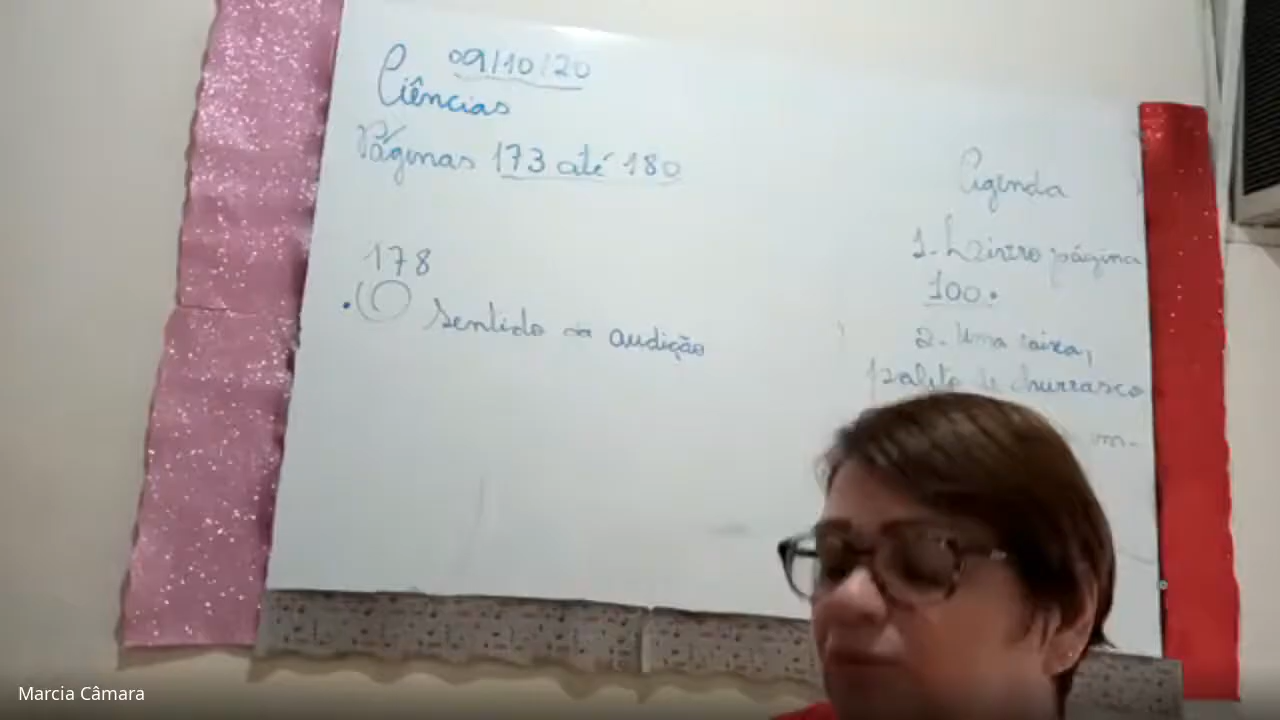 09/10/20
Ciências
Páginas 173 até 180
178
Sentido da audição
Agenda
1. Livro página
100.
2. Uma caixa,
palito de churrasco
Marcia Câmara